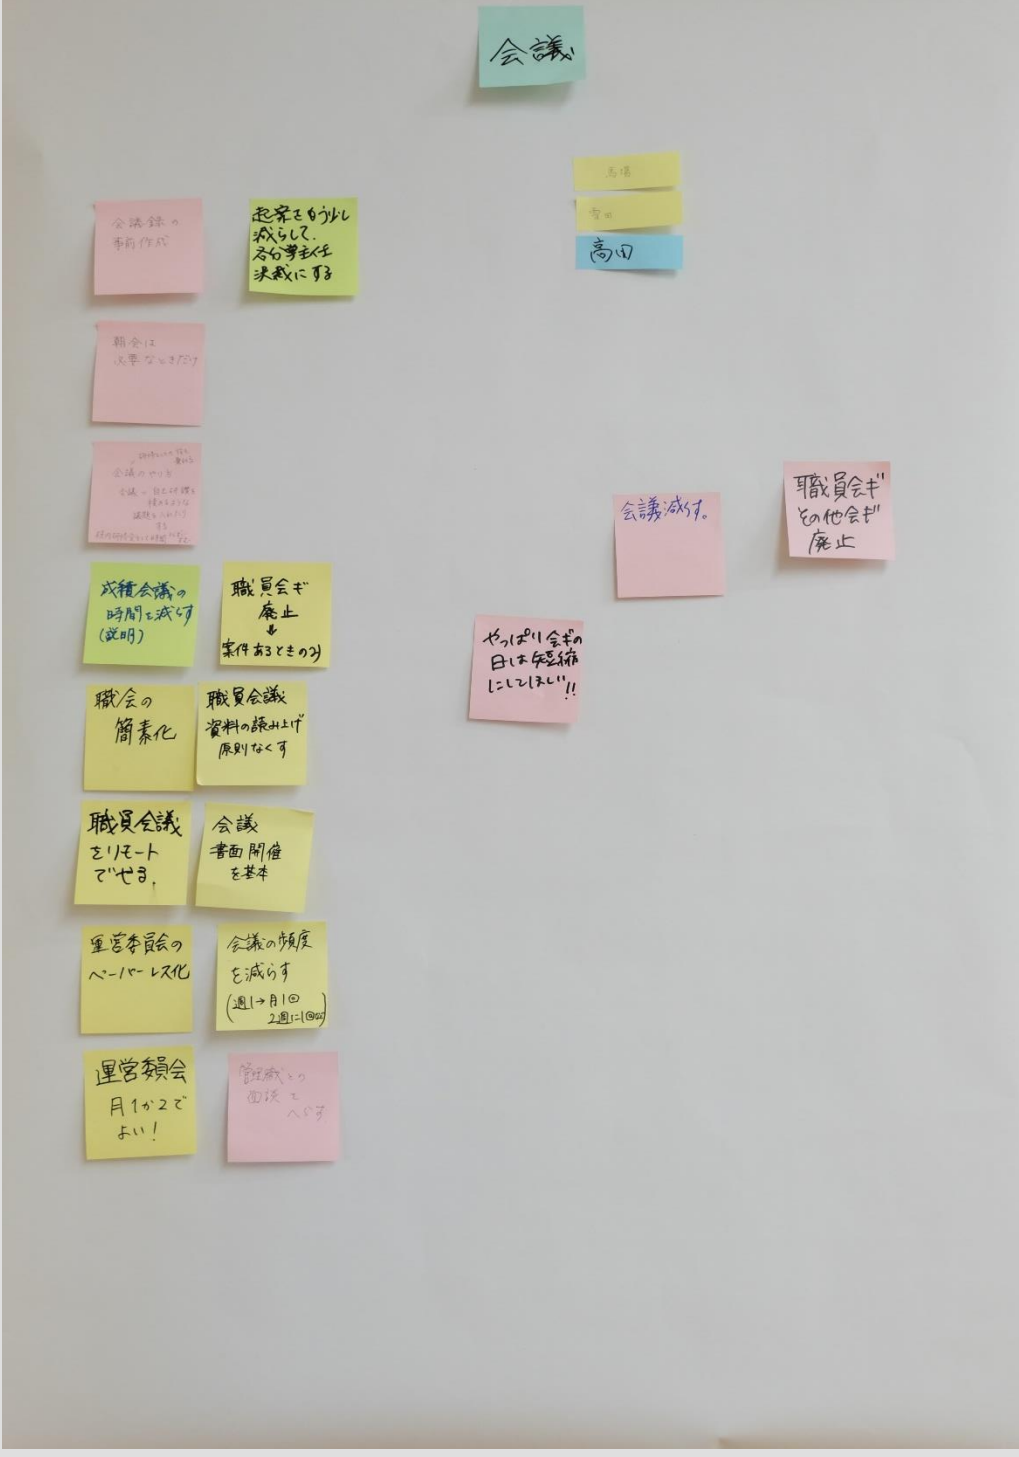 会議
高田
会議録の
事前作成
起案をもう少し
減らして、
各分掌主任
決裁にする
朝会は
必要なときだけ
会議のやり方
成績会議の
時間を減らす
(説明)
職員会ギ
廃止
↓
案件あるときのみ
職会の
簡素化
職員会議
資料の読み上げ
原則なくす
職員会議
をリモート
でやる.
会議
書面開催
を基本
運営委員会の
ペーパーレス化
会議の頻度
を減らす
(週1→月1回
運営委員会
月1か2で
よい!
管理職との
面談を
へらす
会議減らす。
職員会ギ
その他会ギ
廃止
やっぱり会ギの
日は短縮
にしてほしい!!